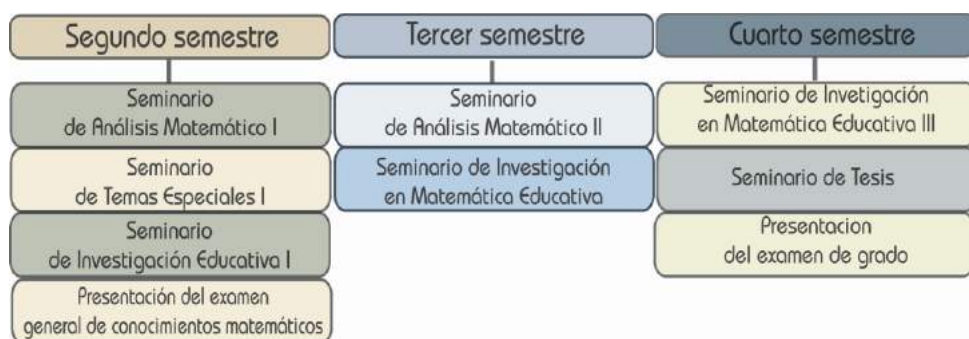 Segundo semestre
Seminario
de Análisis Matemático I
Seminario
de Temas Especiales I
Seminario
de Investigación Educativa I
Presentación del examen
general de conocimientos matemáticos
Tercer semestre
Seminario
de Análisis Matemático II
Seminario de Investigación
en Matemática Educativa
Cuarto semestre
Seminario de Invetigación
en Matemática Educativa III
Seminario de Tesis
Presentacion
del examen de grado